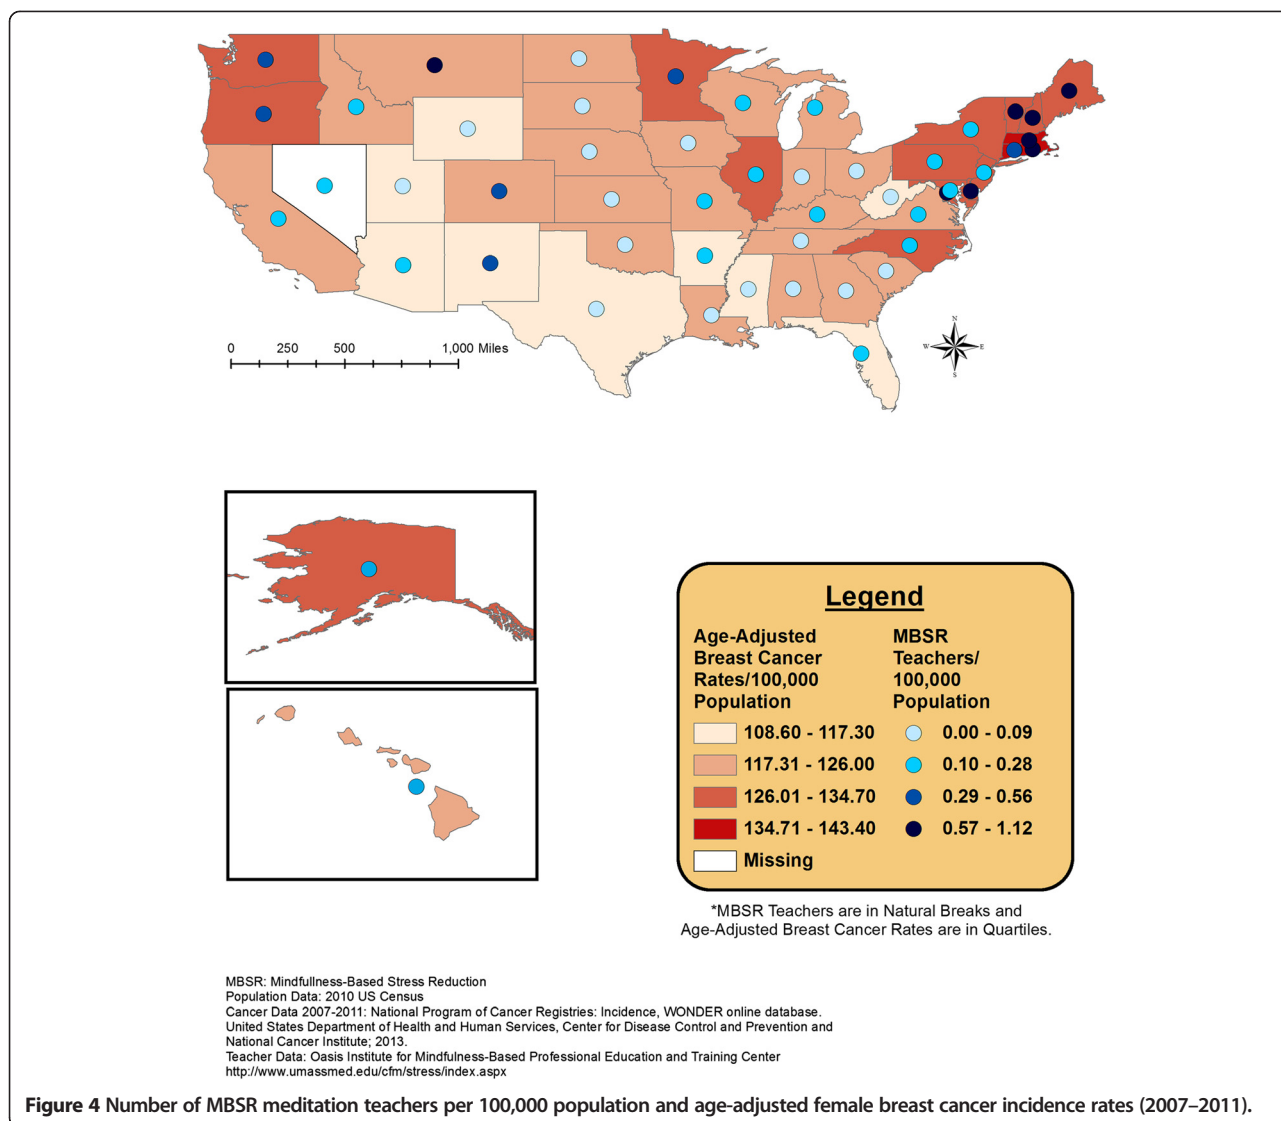 N
W
E
S
0
250
500
1,000 Miles
Legend
Age-Adjusted
Breast Cancer
Rates/100,000
Population
MBSR
Teachers/
100,000
Population
108.60 - 117.30
0.00 - 0.09
117.31 - 126.00
0.10 - 0.28
126.01 - 134.70
0.29 - 0.56
134.71 - 143.40
0.57 - 1.12
Missing
*MBSR Teachers are in Natural Breaks and
Age-Adjusted Breast Cancer Rates are in Quartiles.
MBSR: Mindfullness-Based Stress Reduction
Population Data: 2010 US Census
Cancer Data 2007-2011: National Program of Cancer Registries: Incidence, WONDER online database.
United States Department of Health and Human Services, Center for Disease Control and Prevention and
National Cancer Institute; 2013.
Teacher Data: Oasis Institute for Mindfulness-Based Professional Education and Training Center
http://www.umassmed.edu/cfm/stress/index.aspx
Figure 4 Number of MBSR meditation teachers per 100,000 population and age-adjusted female breast cancer incidence rates (2007–2011).